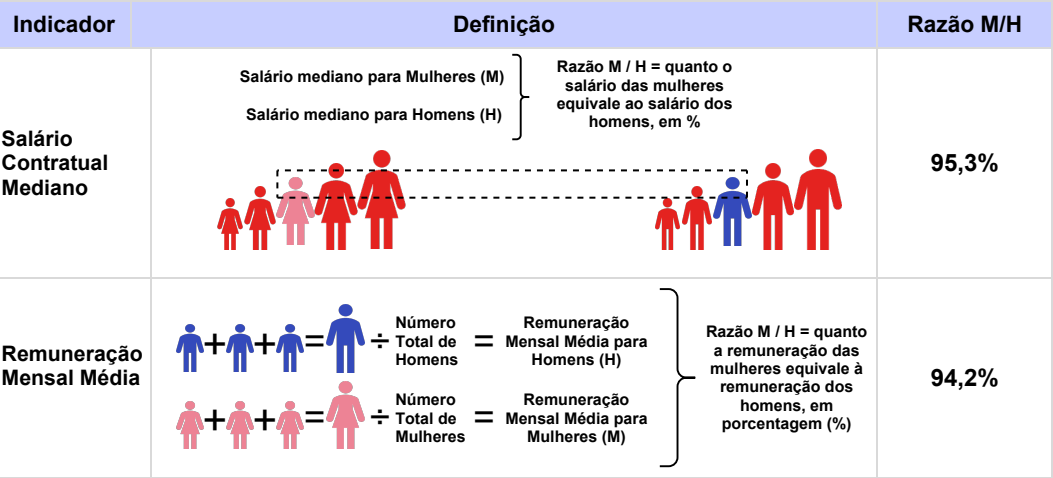 Indicador
Definição
Razão M/H
Salário
Contratual
Mediano
Salário mediano para Mulheres (M)
Salário mediano para Homens (H)
Razão M / H = quanto o
salário das mulheres
equivale ao salário dos
homens, em %
95,3%
Remuneração
Mensal Média
+ + = ÷
Número
Total de
Homens
=
Remuneração
Mensal Média para
Homens (H)
+ + = ÷
Número
Total de
Mulheres
=
Remuneração
Mensal Média para
Mulheres (M)
Razão M / H = quanto
a remuneração das
mulheres equivale à
remuneração dos
homens, em
porcentagem (%)
94,2%